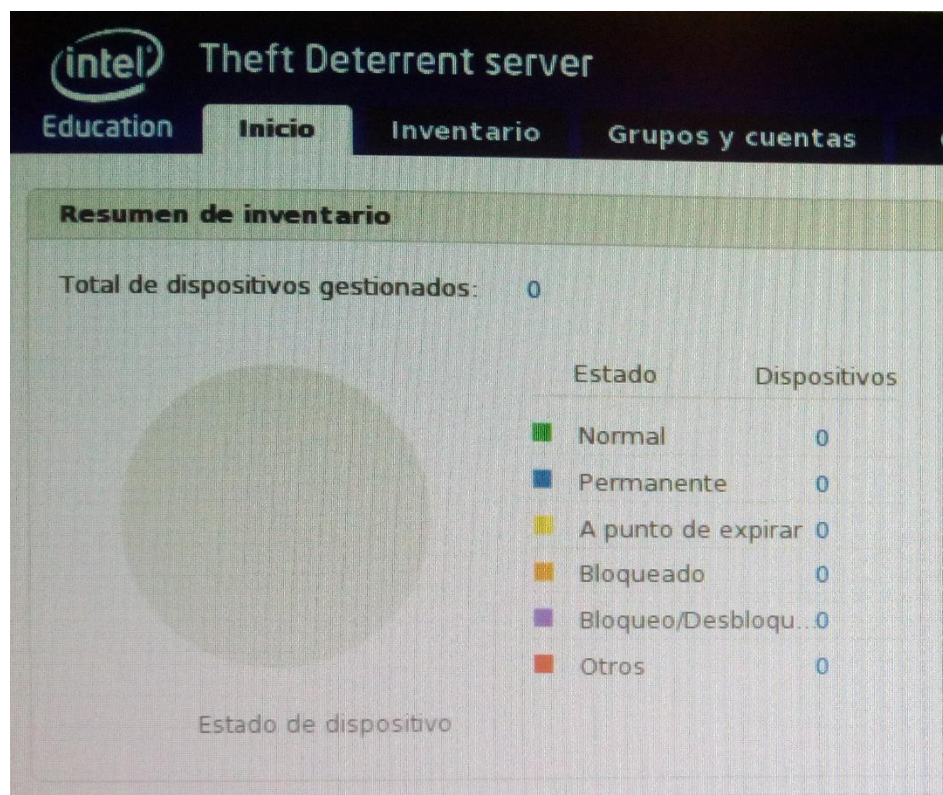 intel Theft Deterrent server
Education Inicio Inventario Grupos y cuentas
Resumen de inventario
Total de dispositivos gestionados: 0
Estado Dispositivos
Normal 0
Permanente 0
A punto de expirar 0
Bloqueado 0
Bloqueo/Desbloqu... 0
Otros 0
Estado de dispositivo